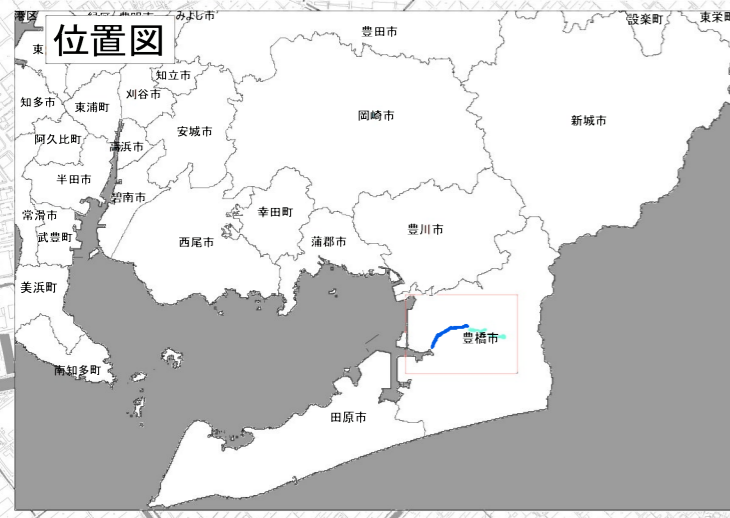 位置図
みよし市
豊田市
設楽町
東栄町
知立市
刈谷市
知多市
東浦町
岡崎市
新城市
安城市
阿久比町
高浜市
半田市
碧南市
幸田町
常滑市
武豊町
西尾市
蒲郡市
豊川市
美浜町
豊橋市
南知多町
田原市